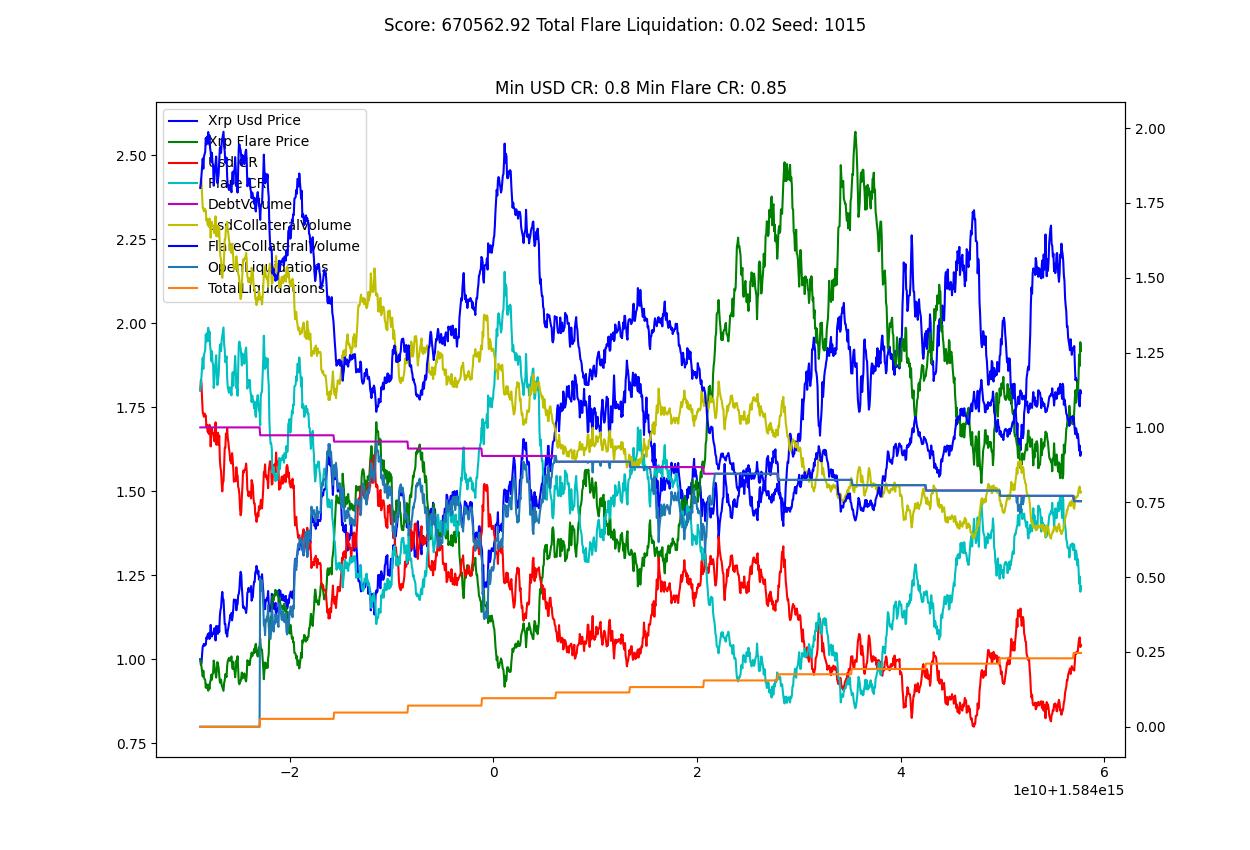 Score: 670562.92 Total Flare Liquidation: 0.02 Seed: 1015
Min USD CR: 0.8 Min Flare CR: 0.85
Xrp Usd Price
Xrp Flare Price
Usd CR
Flare CR
DebtVolume
UsdCollateralVolume
FlareCollateralVolume
OpenLiquidations
TotalLiquidations
2.50
2.25
2.00
1.75
1.50
1.25
1.00
0.75
2.00
1.75
1.50
1.25
1.00
0.75
0.50
0.25
0.00
−2 0 2 4 6
1e10+1.584e15